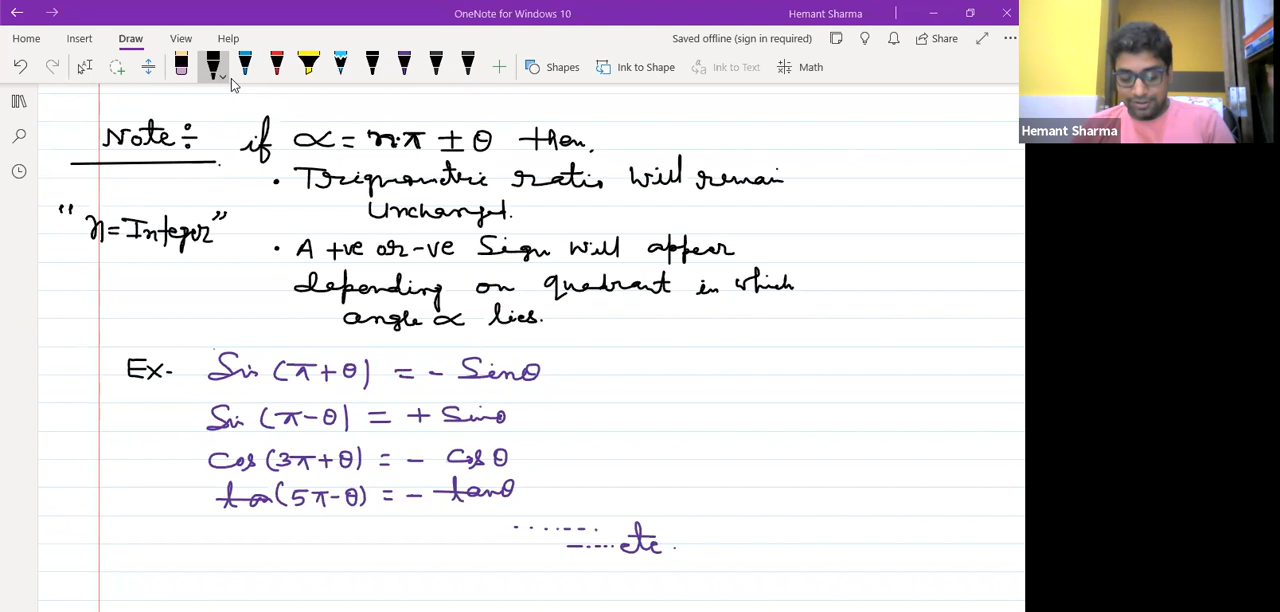 OneNote for Windows 10
Hemant Sharma
Home Insert Draw View Help
Saved offline (sign in required)
Share
Shapes
Ink to Shape
Ink to Text
Math
Hemant Sharma
Note ÷ if α = n.π ± θ then,
• Trignometric ratio will remain
Unchanged.
" n = Integer "
• A +ve or -ve Sign will appear
depending on quadrant in which
angle α lies.
Ex- Sin (π+θ) = - Sinθ
Sin (π-θ) = + Sinθ
Cos (3π+θ) = - Cos θ
tan (5π-θ) = - tanθ
........
-....etc.